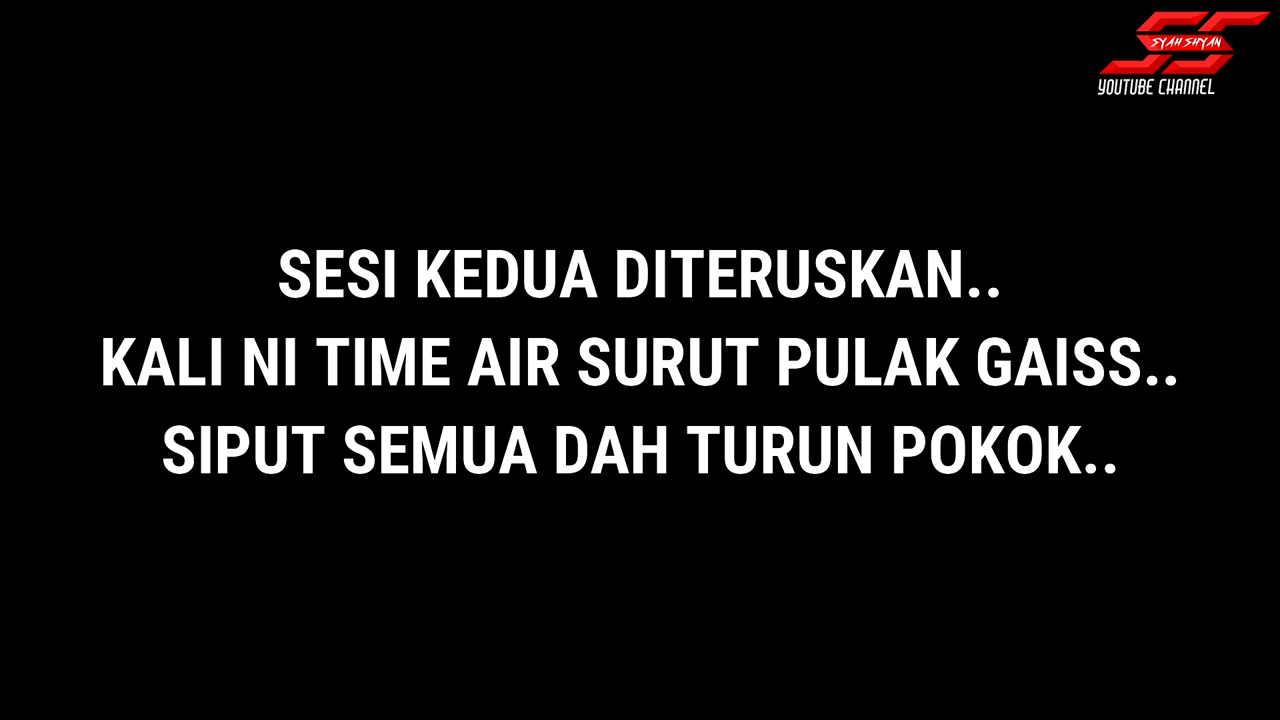 SYAH SHYAN
YOUTUBE CHANNEL
SESI KEDUA DITERUSKAN..
KALI NI TIME AIR SURUT PULAK GAISS..
SIPUT SEMUA DAH TURUN POKOK..